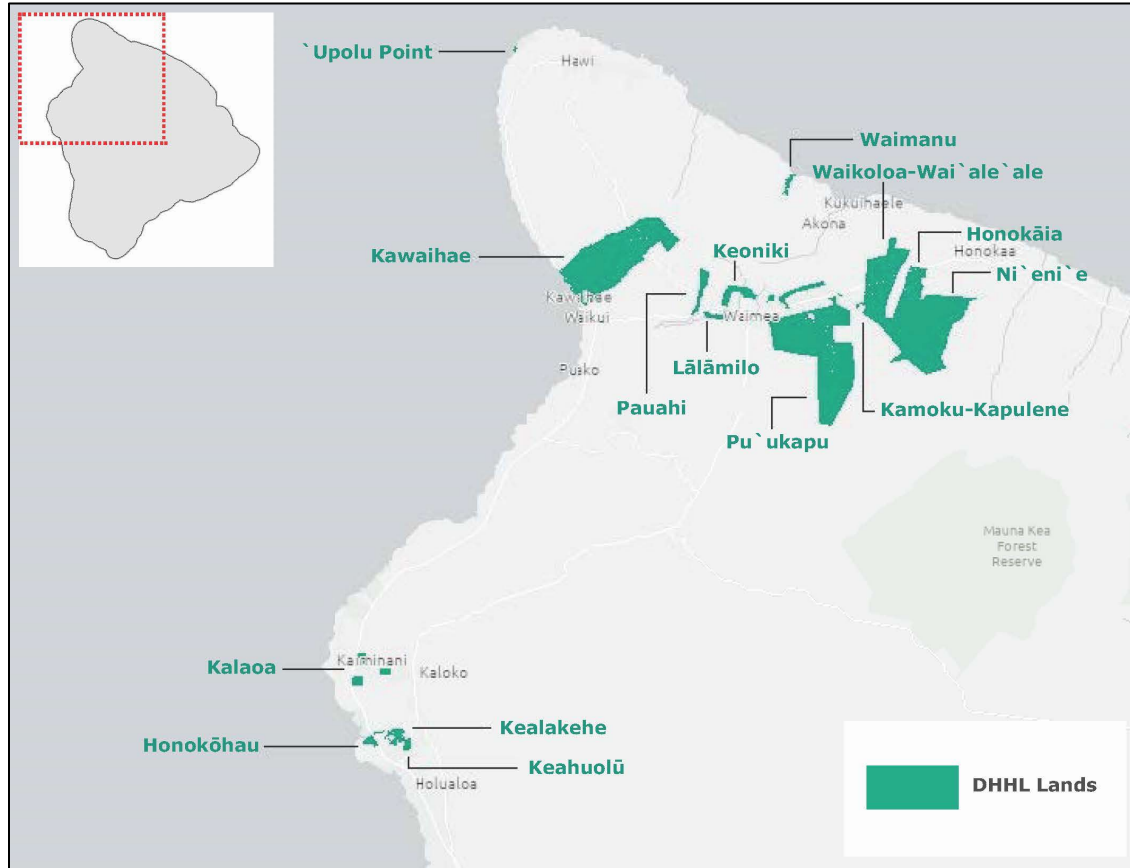 `Upolu Point
Hawi
Waimanu
Waikoloa-Wai`ale`ale
Kukuihaele
Akona
Honokāia
Honokaa
Keoniki
Kawaihae
Ni`eni`e
Kawaihae
Waikui
Waimea
Lālāmilo
Puako
Pauahi
Kamoku-Kapulene
Pu`ukapu
Mauna Kea
Forest
Reserve
Kalaoa
Kaiminani
Kaloko
Kealakehe
Honokōhau
Keahuolū
Holualoa
DHHL Lands